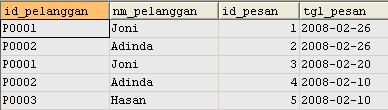 id_pelanggan nm_pelanggan id_pesan tgl_pesan
P0001 Joni 1 2008-02-26
P0002 Adinda 2 2008-02-26
P0001 Joni 3 2008-02-20
P0002 Adinda 4 2008-02-10
P0003 Hasan 5 2008-02-10